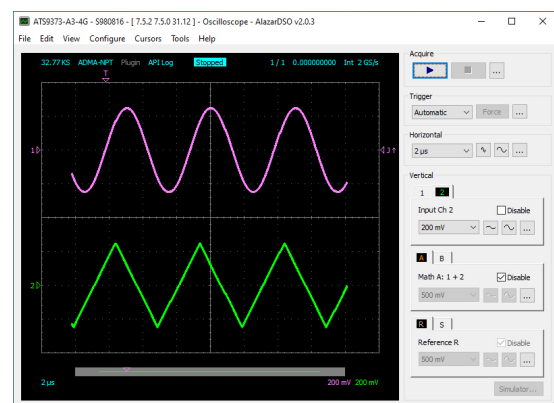 ATS9373-A3-4G - S980816 - [ 7.5.2 7.5.0 31.12 ] - Oscilloscope - AlazarDSO v2.0.3
File Edit View Configure Cursors Tools Help
32.77 KS ADMA-NPT Plugin API Log Stopped 1 / 1 0.000000000 Int 2 GS/s
T
1
J
2
2 µs 200 mV 200 mV
Acquire
...
Trigger
Automatic Force ...
Horizontal
2 µs ...
Vertical
1 2
Input Ch 2 Disable
200 mV ...
A B
Math A: 1 + 2 Disable
500 mV ...
R S
Reference R Disable
500 mV ...
Simulator...